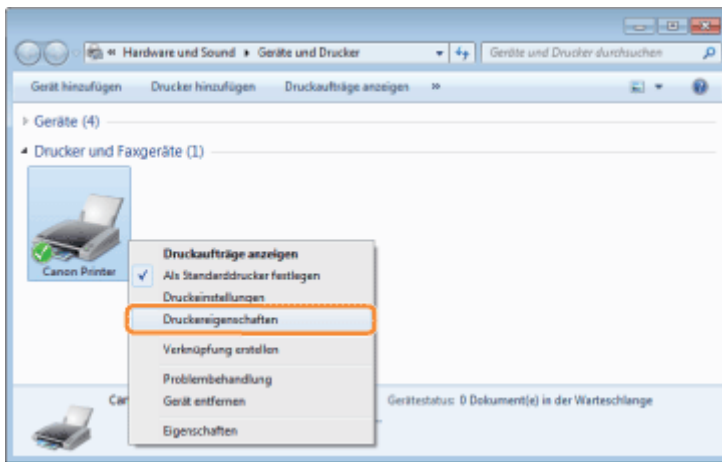 « Hardware und Sound ▸ Geräte und Drucker
Geräte und Drucker durchsuchen
Gerät hinzufügen Drucker hinzufügen Druckaufträge anzeigen »
Geräte (4)
Drucker und Faxgeräte (1)
Canon Printer
Druckaufträge anzeigen
Als Standarddrucker festlegen
Druckeinstellungen
Druckereigenschaften
Verknüpfung erstellen
Problembehandlung
Gerät entfernen
Eigenschaften
Gerätestatus: 0 Dokument(e) in der Warteschlange